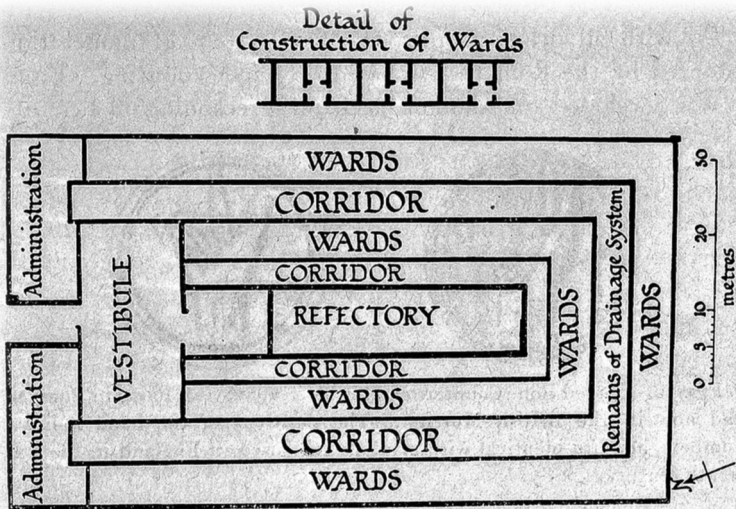 Detail of
Construction of Wards
Administration
WARDS
CORRIDOR
WARDS
CORRIDOR
REFECTORY
CORRIDOR
WARDS
CORRIDOR
WARDS
VESTIBULE
Administration
WARDS
Remains of Drainage System
WARDS
30
20
10
5
0
metres
N